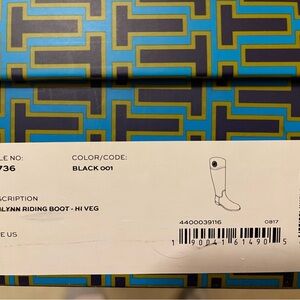 LE NO:
COLOR/CODE:
736
BLACK 001
SCRIPTION
LYNN RIDING BOOT - HI VEG
E US
4400039116
0817
1 90041 61490 5